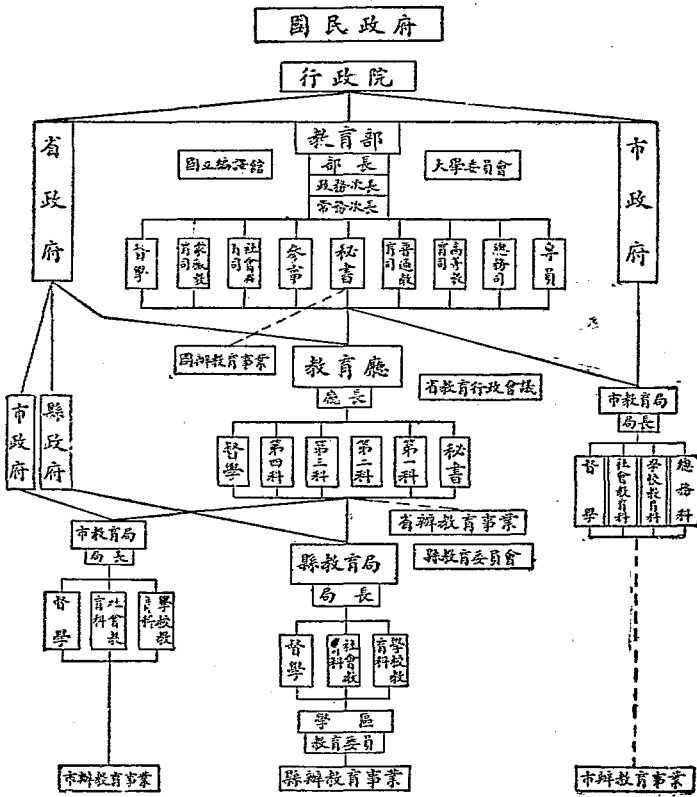 國民政府
行政院
省政府
教育部
部長
政務次長
常務次長
國立編譯館
大學委員會
市政府
督學
蒙藏教育司
社會教育司
參事
秘書
普通教育司
高等教育司
總務司
專員
國辦教育事業
教育廳
廳長
省教育行政會議
市教育局
局長
市政府
縣政府
督學
第四科
第三科
第二科
第一科
秘書
督學
社會教育科
學校教育科
總務科
省辦教育事業
市教育局
局長
縣教育局
局長
縣教育委員會
督學
社會教育科
學校教育科
督學
社會教育科
學校教育科
學區
教育委員
市辦教育事業
縣辦教育事業
市辦教育事業